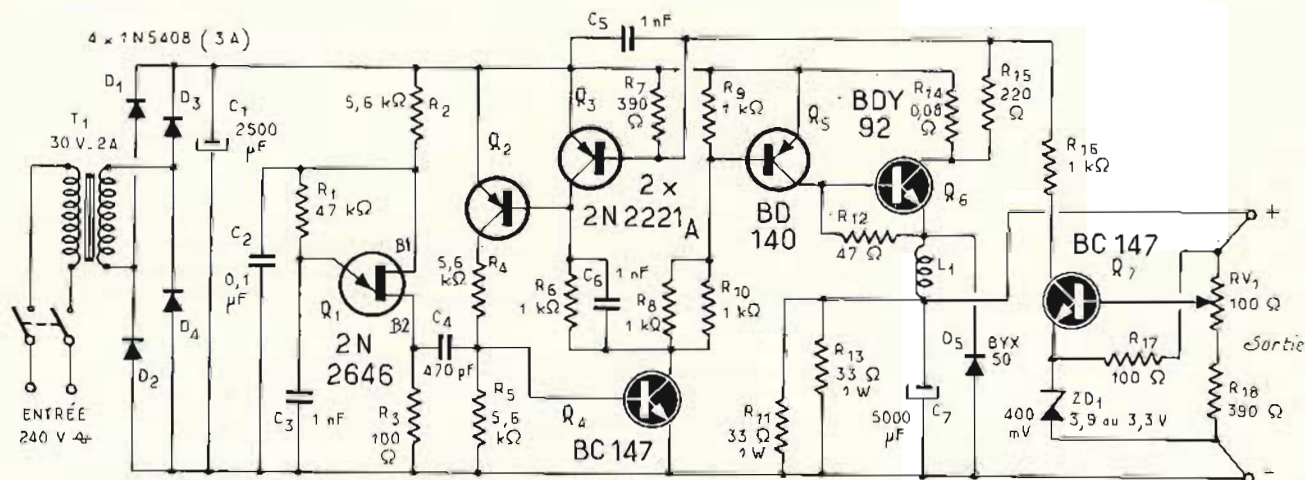 4 x 1N5408 (3A)
D1
D3
C1
2500
µF
T1
30V_2A
D2
D4
ENTRÉE
240 V
C2
0,1
µF
R1
47 kΩ
C3
1 nF
Q1
2N
2646
B1
B2
5,6 kΩ
R2
R3
100
Ω
C4
470 pF
Q2
5,6
kΩ
R4
R5
5,6
kΩ
C5
1 nF
Q3
R7
390
Ω
2 x
2N 2221A
R6
1 kΩ
C6
1 nF
R8
1 kΩ
R10
1 kΩ
Q4
BC 147
R9
1 kΩ
Q5
BD
140
BDY
92
R14
0,08
Ω
R15
220
Ω
Q6
R12
47 Ω
L1
R11
33 Ω
1 W
R13
33 Ω
1 W
5000
µF
C7
D5
BYX
50
R16
1 kΩ
BC 147
Q7
R17
100 Ω
400
mV
ZD1
3,9 ou 3,3 V
RV1
100 Ω
R18
390 Ω
Sortie
+
-